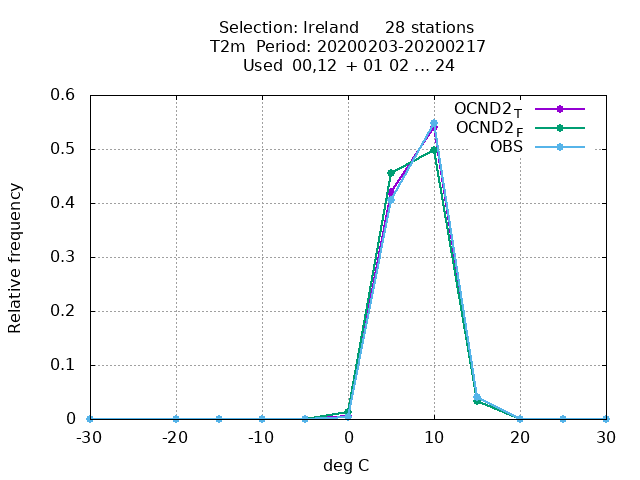 Selection: Ireland 28 stations
T2m Period: 20200203-20200217
Used 00,12 + 01 02 ... 24
0.6
0.5
0.4
0.3
0.2
0.1
0
Relative frequency
OCND2_T
OCND2_F
OBS
-30 -20 -10 0 10 20 30
deg C